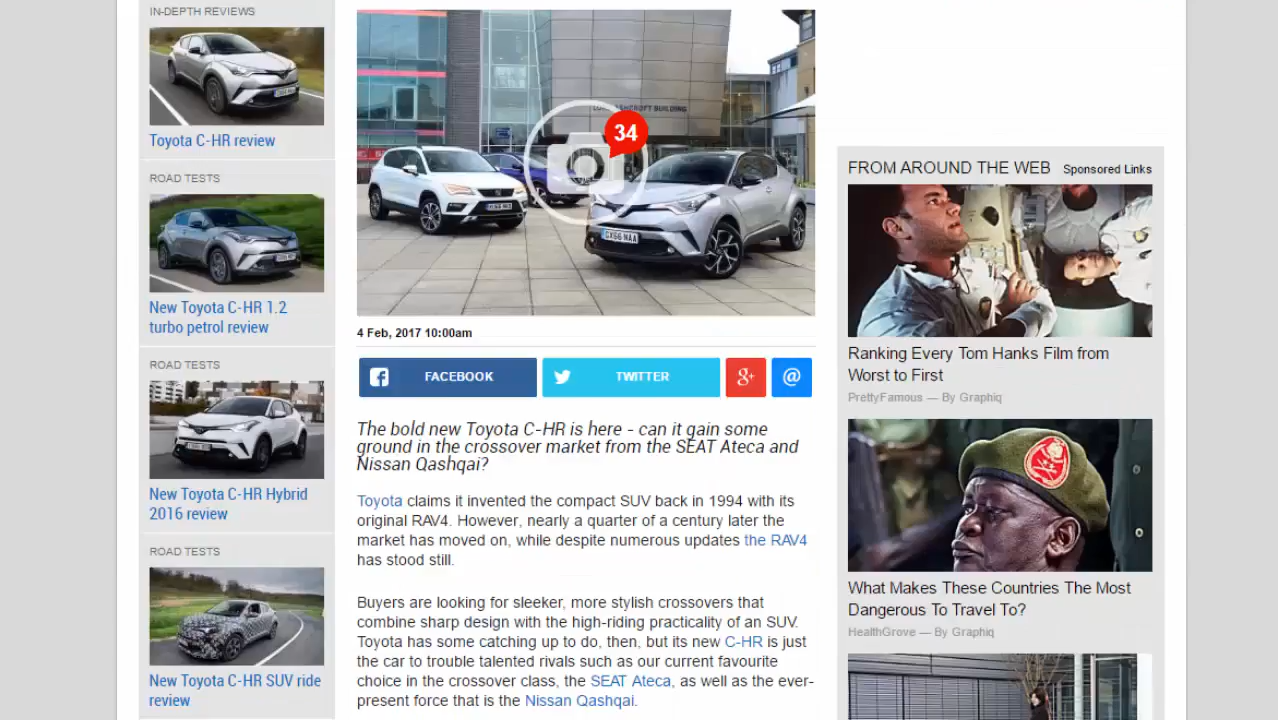 IN-DEPTH REVIEWS
Toyota C-HR review
ROAD TESTS
New Toyota C-HR 1.2
turbo petrol review
ROAD TESTS
New Toyota C-HR Hybrid
2016 review
ROAD TESTS
New Toyota C-HR SUV ride
review
34
GX66 NAA
4 Feb, 2017 10:00am
FACEBOOK
TWITTER
g+
@
The bold new Toyota C-HR is here - can it gain some
ground in the crossover market from the SEAT Ateca and
Nissan Qashqai?
Toyota claims it invented the compact SUV back in 1994 with its
original RAV4. However, nearly a quarter of a century later the
market has moved on, while despite numerous updates the RAV4
has stood still.
Buyers are looking for sleeker, more stylish crossovers that
combine sharp design with the high-riding practicality of an SUV.
Toyota has some catching up to do, then, but its new C-HR is just
the car to trouble talented rivals such as our current favourite
choice in the crossover class, the SEAT Ateca, as well as the ever-
present force that is the Nissan Qashqai.
FROM AROUND THE WEB Sponsored Links
Ranking Every Tom Hanks Film from
Worst to First
PrettyFamous — By Graphiq
What Makes These Countries The Most
Dangerous To Travel To?
HealthGrove — By Graphiq